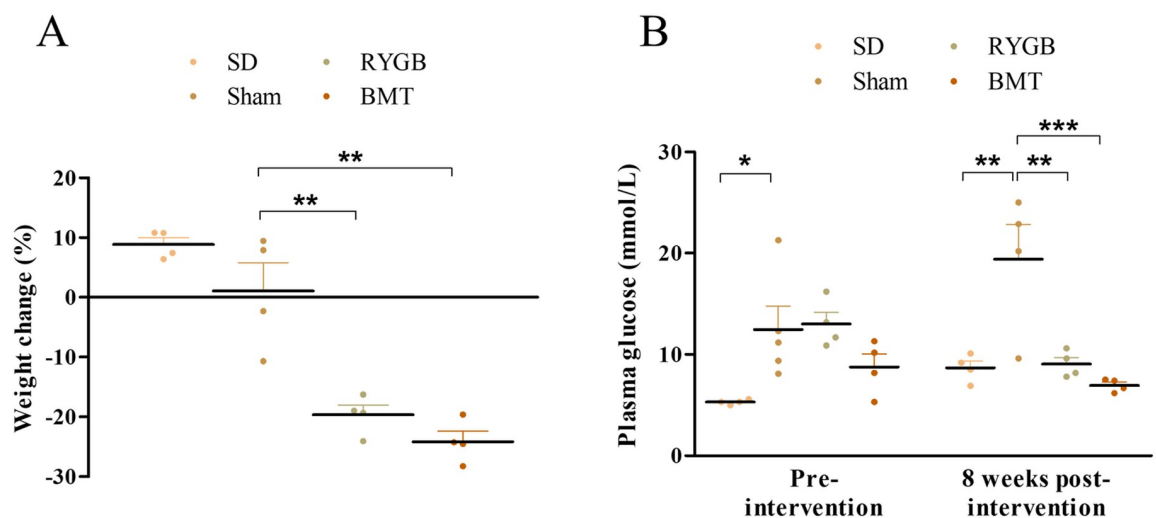 A
SD
RYGB
Sham
BMT
**
**
20
10
0
-10
-20
-30
Weight change (%)
B
SD
RYGB
Sham
BMT
***
*
**
**
30
20
10
0
Plasma glucose (mmol/L)
Pre-
intervention
8 weeks post-
intervention